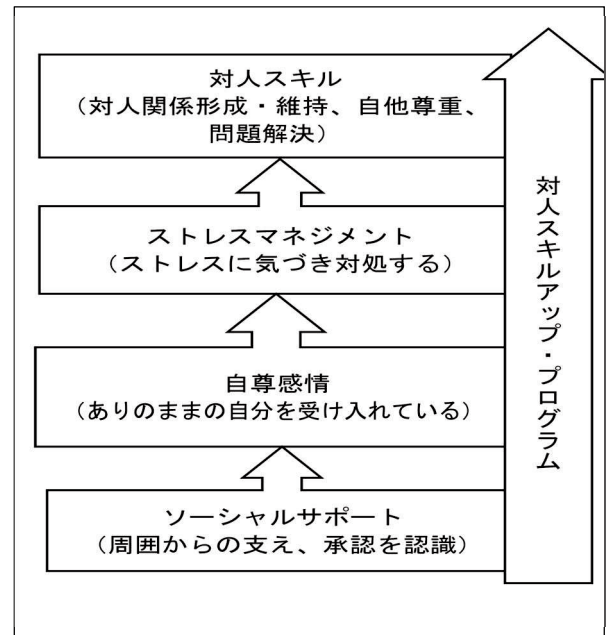 対人スキル
(対人関係形成・維持、自他尊重、
問題解決)
ストレスマネジメント
(ストレスに気づき対処する)
自尊感情
(ありのままの自分を受け入れている)
ソーシャルサポート
(周囲からの支え、承認を認識)
対人スキルアップ・プログラム